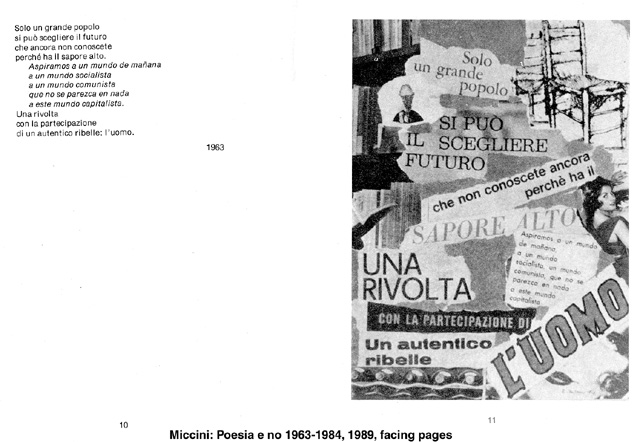 Solo un grande popolo
si può scegliere il futuro
che ancora non conoscete
perchè ha il sapore alto.
Aspiramos a un mundo de mañana
a un mundo socialista
a un mundo comunista
que no se parezca en nada
a este mundo capitalista.
Una rivolta
con la partecipazione
di un autentico ribelle: l'uomo.
1963
10
Solo
un grande
popolo
SI PUÒ
IL SCEGLIERE
FUTURO
che non conoscete ancora
perchè ha il
SAPORE ALTO
Aspiramos a un mundo
de mañana,
a un mundo
socialista, un mundo
comunista, que no se
parezca en nada
a este mundo
capitalista
UNA
RIVOLTA
CON LA PARTECIPAZIONE DI
Un autentico
ribelle
L'UOMO
11
Miccini: Poesia e no 1963-1984, 1989, facing pages